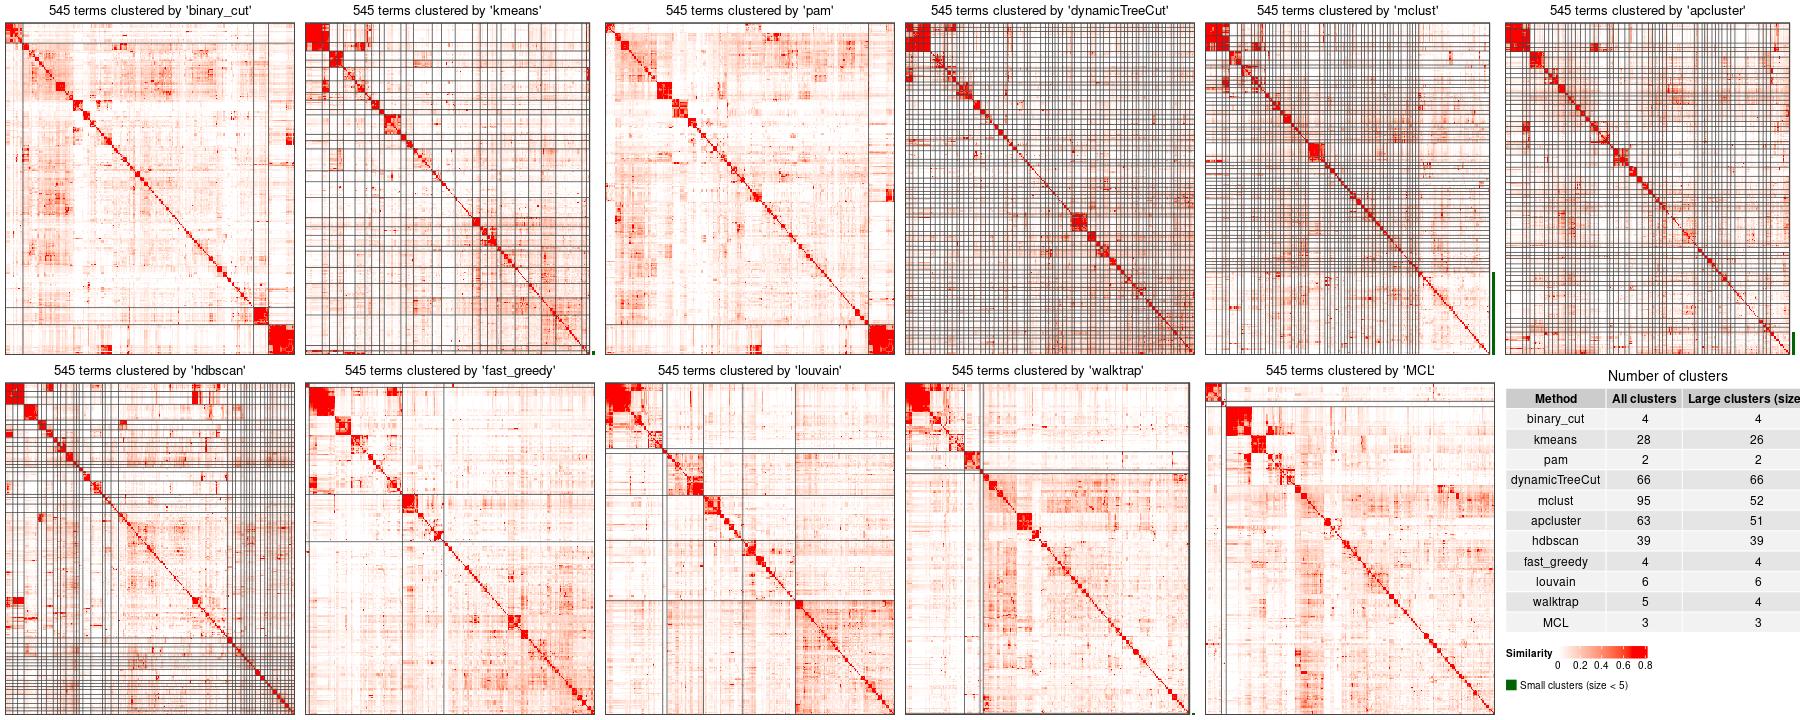 545 terms clustered by 'binary_cut'
545 terms clustered by 'kmeans'
545 terms clustered by 'pam'
545 terms clustered by 'dynamicTreeCut'
545 terms clustered by 'mclust'
545 terms clustered by 'apcluster'
545 terms clustered by 'hdbscan'
545 terms clustered by 'fast_greedy'
545 terms clustered by 'louvain'
545 terms clustered by 'walktrap'
545 terms clustered by 'MCL'
Number of clusters
Method All clusters Large clusters (size
binary_cut 4 4
kmeans 28 26
pam 2 2
dynamicTreeCut 66 66
mclust 95 52
apcluster 63 51
hdbscan 39 39
fast_greedy 4 4
louvain 6 6
walktrap 5 4
MCL 3 3
Similarity
0 0.2 0.4 0.6 0.8
Small clusters (size < 5)